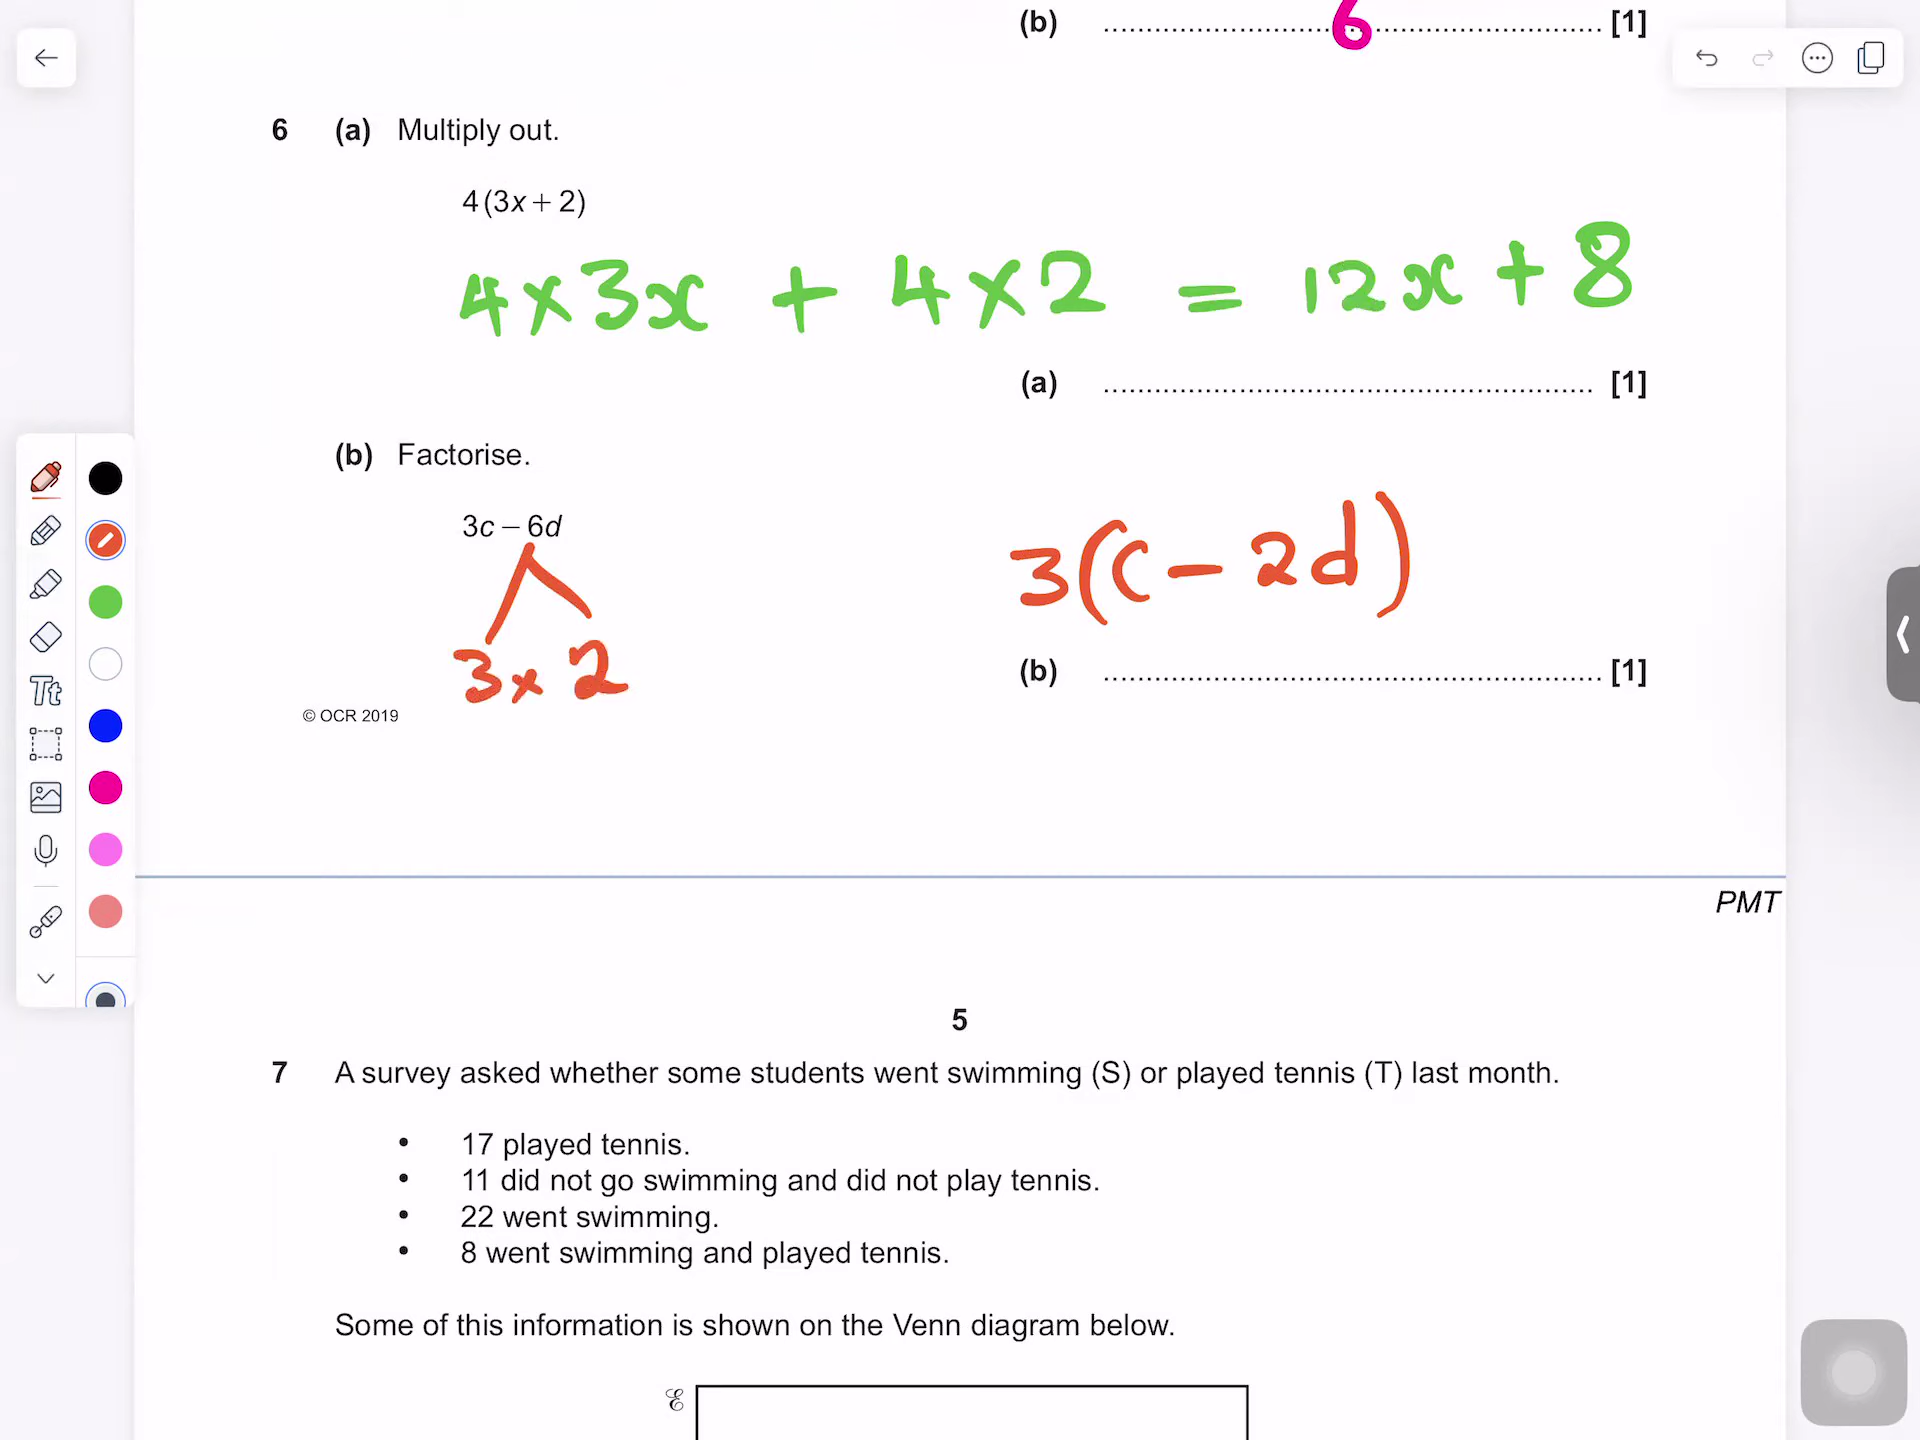 (b) 6 [1]
6 (a) Multiply out.
4(3x + 2)
4 × 3x + 4 × 2 = 12x + 8
(a) [1]
(b) Factorise.
3c − 6d
3(c − 2d)
3 × 2
(b) [1]
© OCR 2019
Tt
PMT
5
7 A survey asked whether some students went swimming (S) or played tennis (T) last month.
• 17 played tennis.
• 11 did not go swimming and did not play tennis.
• 22 went swimming.
• 8 went swimming and played tennis.
Some of this information is shown on the Venn diagram below.
ℰ